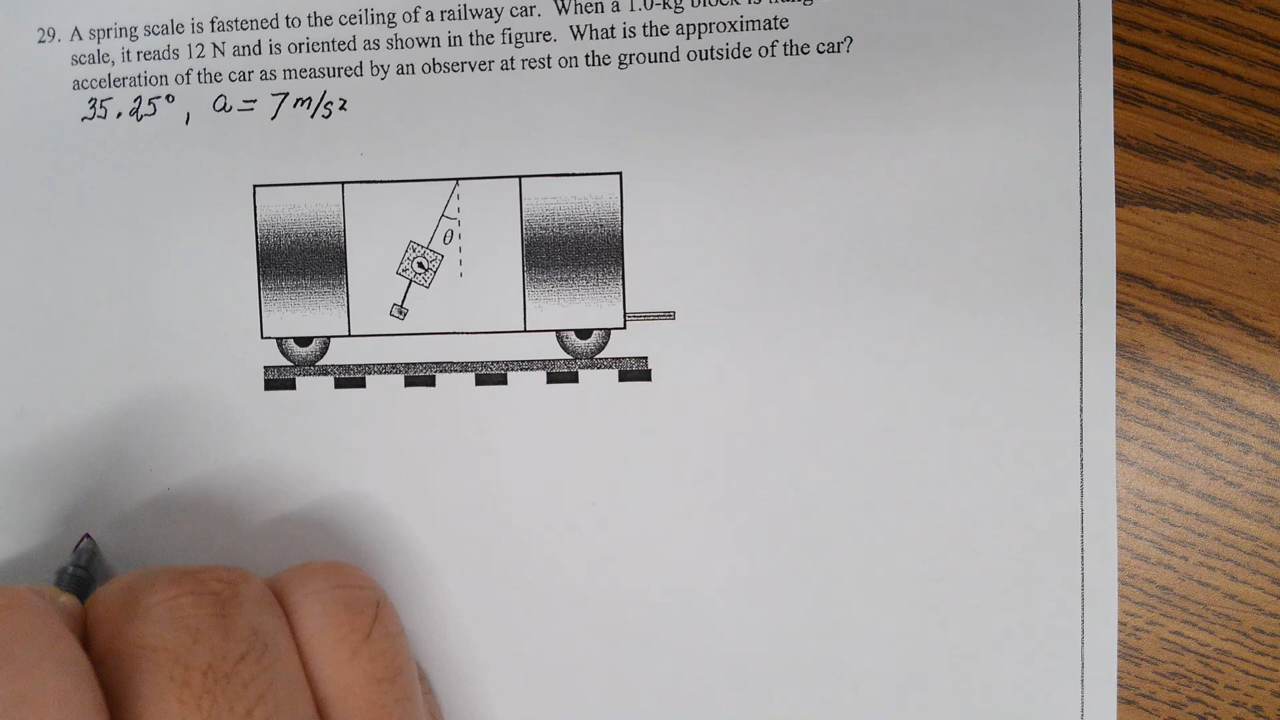 29. A spring scale is fastened to the ceiling of a railway car. When a 1.0-kg block is
scale, it reads 12 N and is oriented as shown in the figure. What is the approximate
acceleration of the car as measured by an observer at rest on the ground outside of the car?
35.25°, a = 7 m/s2
θ